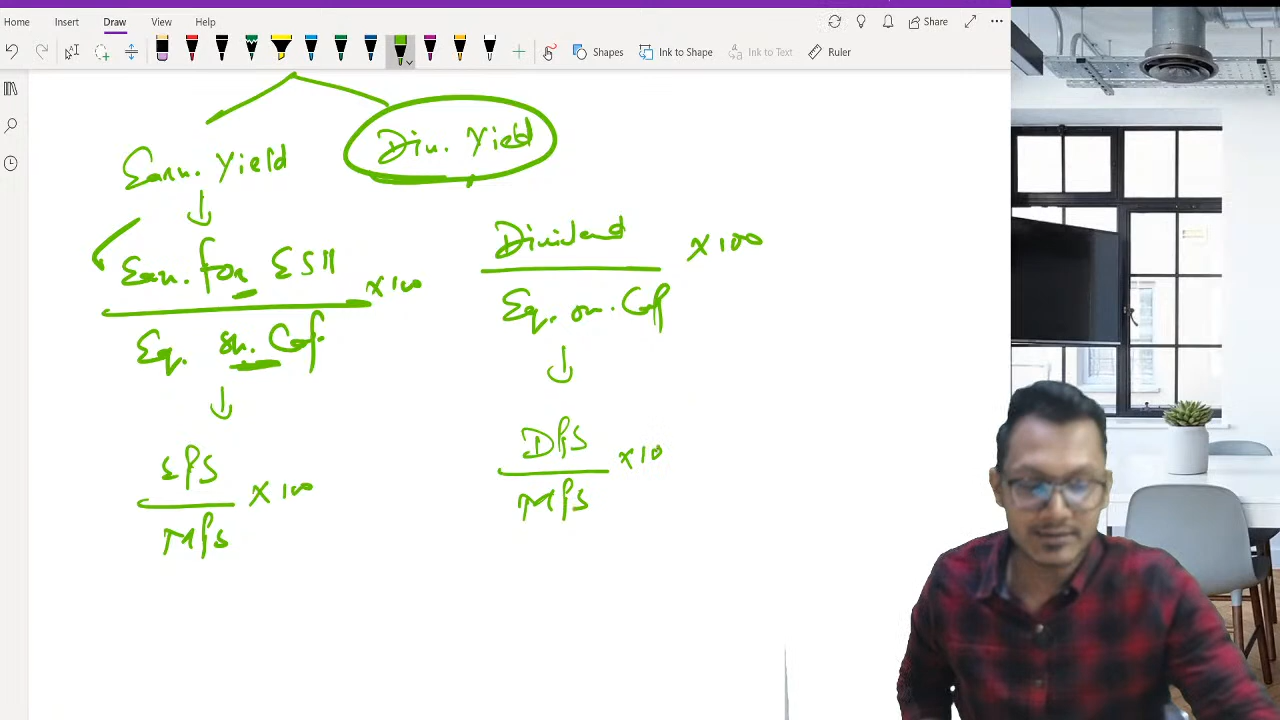 Home Insert Draw View Help Share
Shapes Ink to Shape Ink to Text Ruler
Earn. Yield
Div. Yield
Earn. for ESH ×100
Eq. sh. Cap.
EPS ×100
MPS
Dividend ×100
Eq. sh. Cap
DPS ×10
MPS